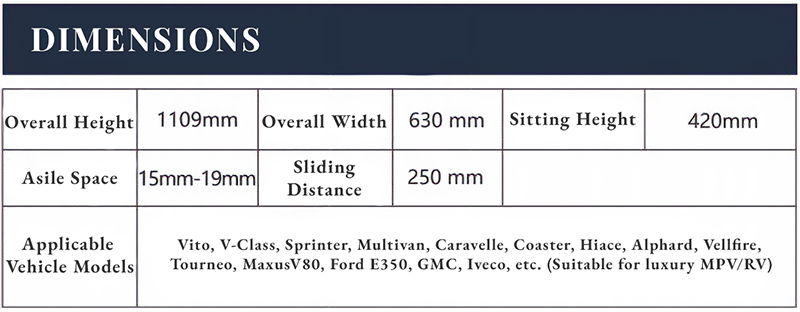 DIMENSIONS
Overall Height 1109mm Overall Width 630 mm Sitting Height 420mm
Asile Space 15mm-19mm Sliding Distance 250 mm
Applicable Vehicle Models
Vito, V-Class, Sprinter, Multivan, Caravelle, Coaster, Hiace, Alphard, Vellfire,
Tourneo, MaxusV80, Ford E350, GMC, Iveco, etc. (Suitable for luxury MPV/RV)